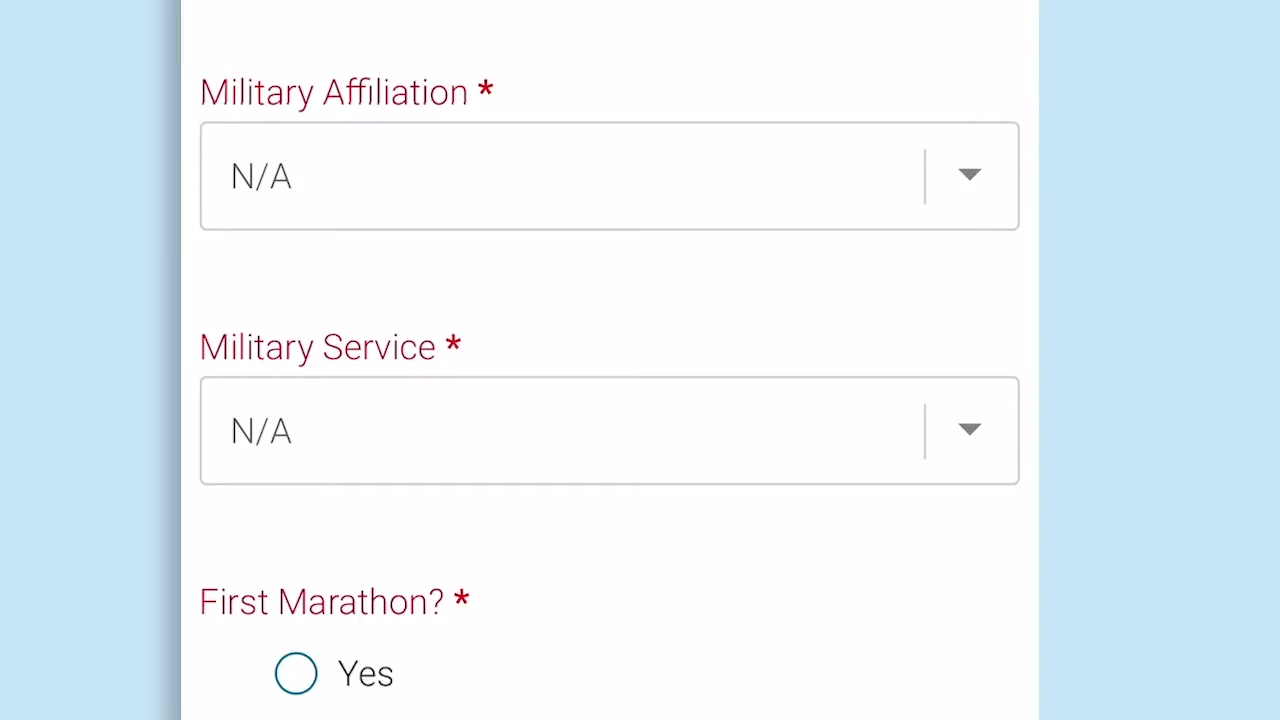 Military Affiliation *
N/A
Military Service *
N/A
First Marathon? *
Yes